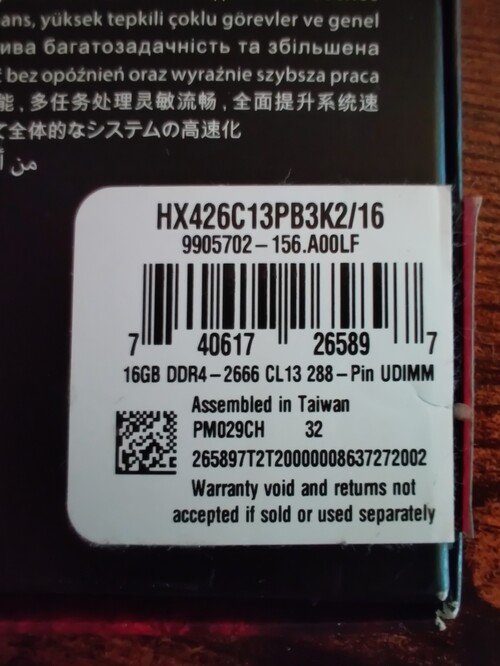 ans, yüksek tepkili çoklu görevler ve genel
ива багатозадачність та збільшена
bez opóźnień oraz wyraźnie szybsza praca
能，多任务处理灵敏流畅，全面提升系统速
全体的なシステムの高速化
من
HX426C13PB3K2/16
9905702-156.A00LF
7 40617 26589 7
16GB DDR4-2666 CL13 288-Pin UDIMM
Assembled in Taiwan
PM029CH 32
265897T2T20000008637272002
Warranty void and returns not
accepted if sold or used separately